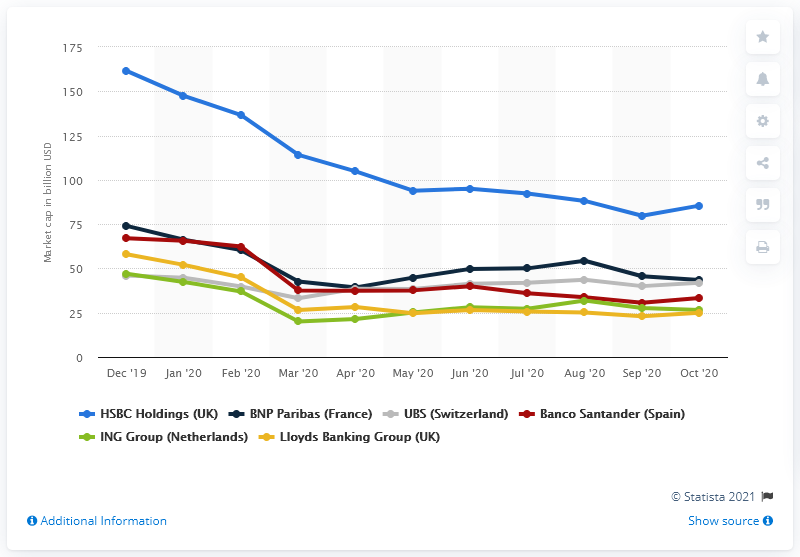 175
150
125
100
75
50
25
0
Market cap in billion USD
Dec '19 Jan '20 Feb '20 Mar '20 Apr '20 May '20 Jun '20 Jul '20 Aug '20 Sep '20 Oct '20
HSBC Holdings (UK) BNP Paribas (France) UBS (Switzerland) Banco Santander (Spain)
ING Group (Netherlands) Lloyds Banking Group (UK)
© Statista 2021
Additional Information Show source